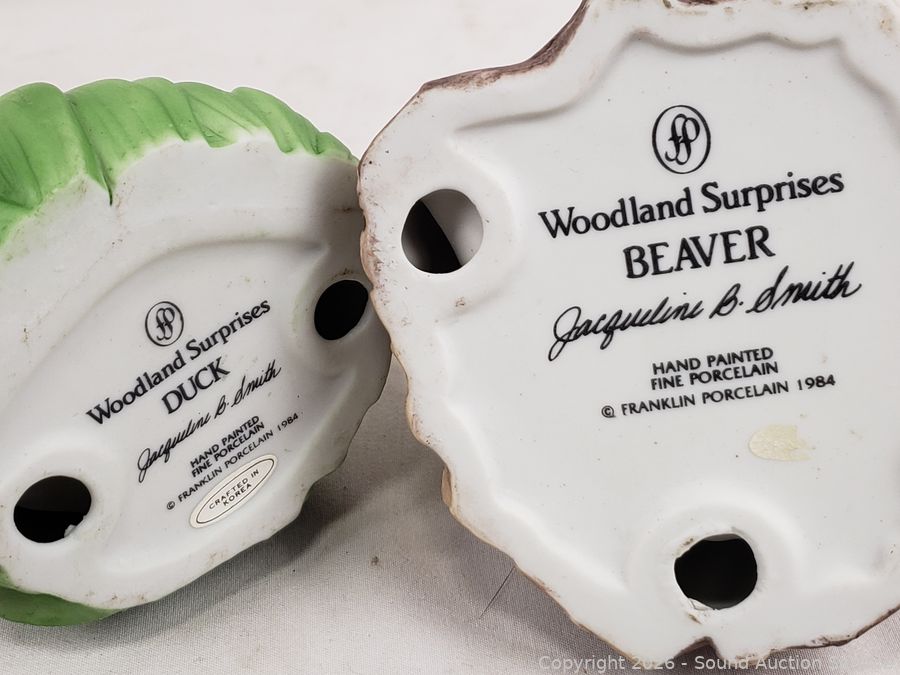 Woodland Surprises
DUCK
Jacqueline B. Smith
HAND PAINTED
FINE PORCELAIN
© FRANKLIN PORCELAIN 1984
CRAFTED IN
KOREA
FP
Woodland Surprises
BEAVER
Jacqueline B. Smith
HAND PAINTED
FINE PORCELAIN
© FRANKLIN PORCELAIN 1984
Copyright 2026 - Sound Auction